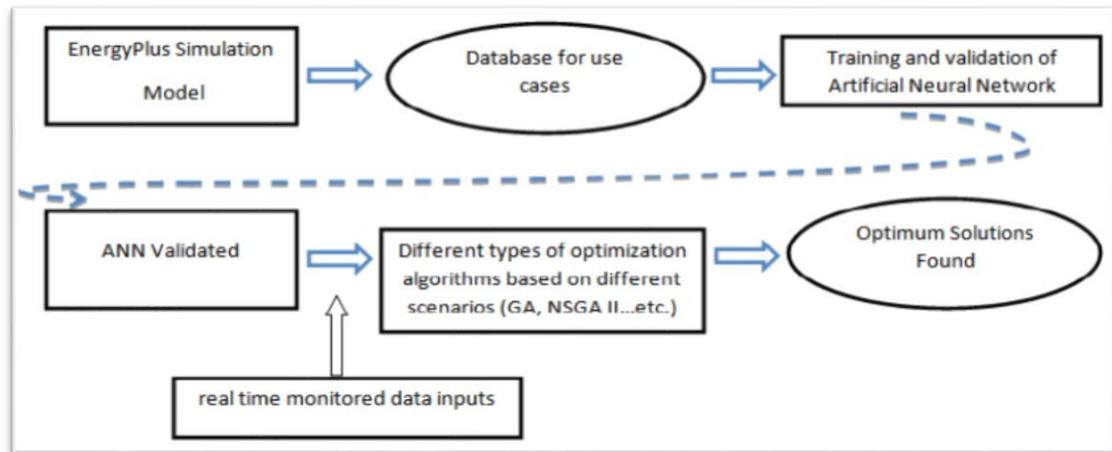 EnergyPlus Simulation
Model
Database for use
cases
Training and validation of
Artificial Neural Network
ANN Validated
Different types of optimization
algorithms based on different
scenarios (GA, NSGA II...etc.)
Optimum Solutions
Found
real time monitored data inputs